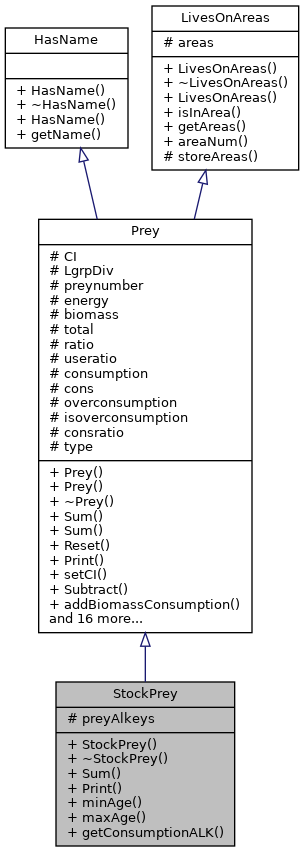 HasName
+ HasName()
+ ~HasName()
+ HasName()
+ getName()
LivesOnAreas
# areas
+ LivesOnAreas()
+ ~LivesOnAreas()
+ LivesOnAreas()
+ isInArea()
+ getAreas()
+ areaNum()
# storeAreas()
Prey
# CI
# LgrpDiv
# preynumber
# energy
# biomass
# total
# ratio
# useratio
# consumption
# cons
# overconsumption
# isoverconsumption
# consratio
# type
+ Prey()
+ Prey()
+ ~Prey()
+ Sum()
+ Sum()
+ Reset()
+ Print()
+ setCI()
+ Subtract()
+ addBiomassConsumption()
and 16 more...
StockPrey
# preyAlkeys
+ StockPrey()
+ ~StockPrey()
+ Sum()
+ Print()
+ minAge()
+ maxAge()
+ getConsumptionALK()